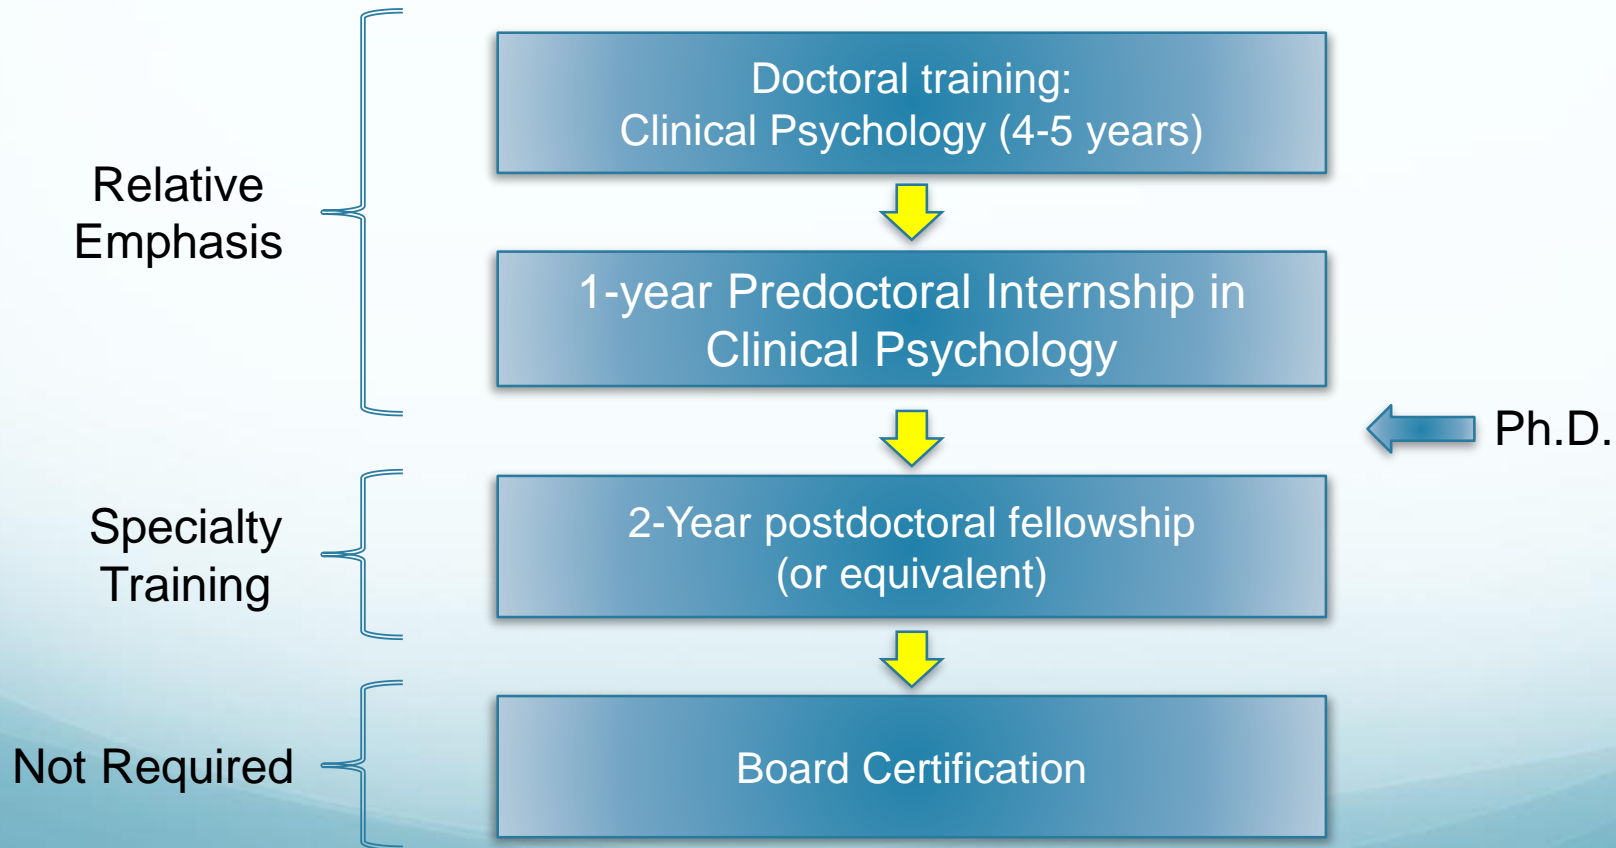 Doctoral training:
Clinical Psychology (4-5 years)
Relative
Emphasis
1-year Predoctoral Internship in
Clinical Psychology
Ph.D.
2-Year postdoctoral fellowship
(or equivalent)
Specialty
Training
Not Required
Board Certification